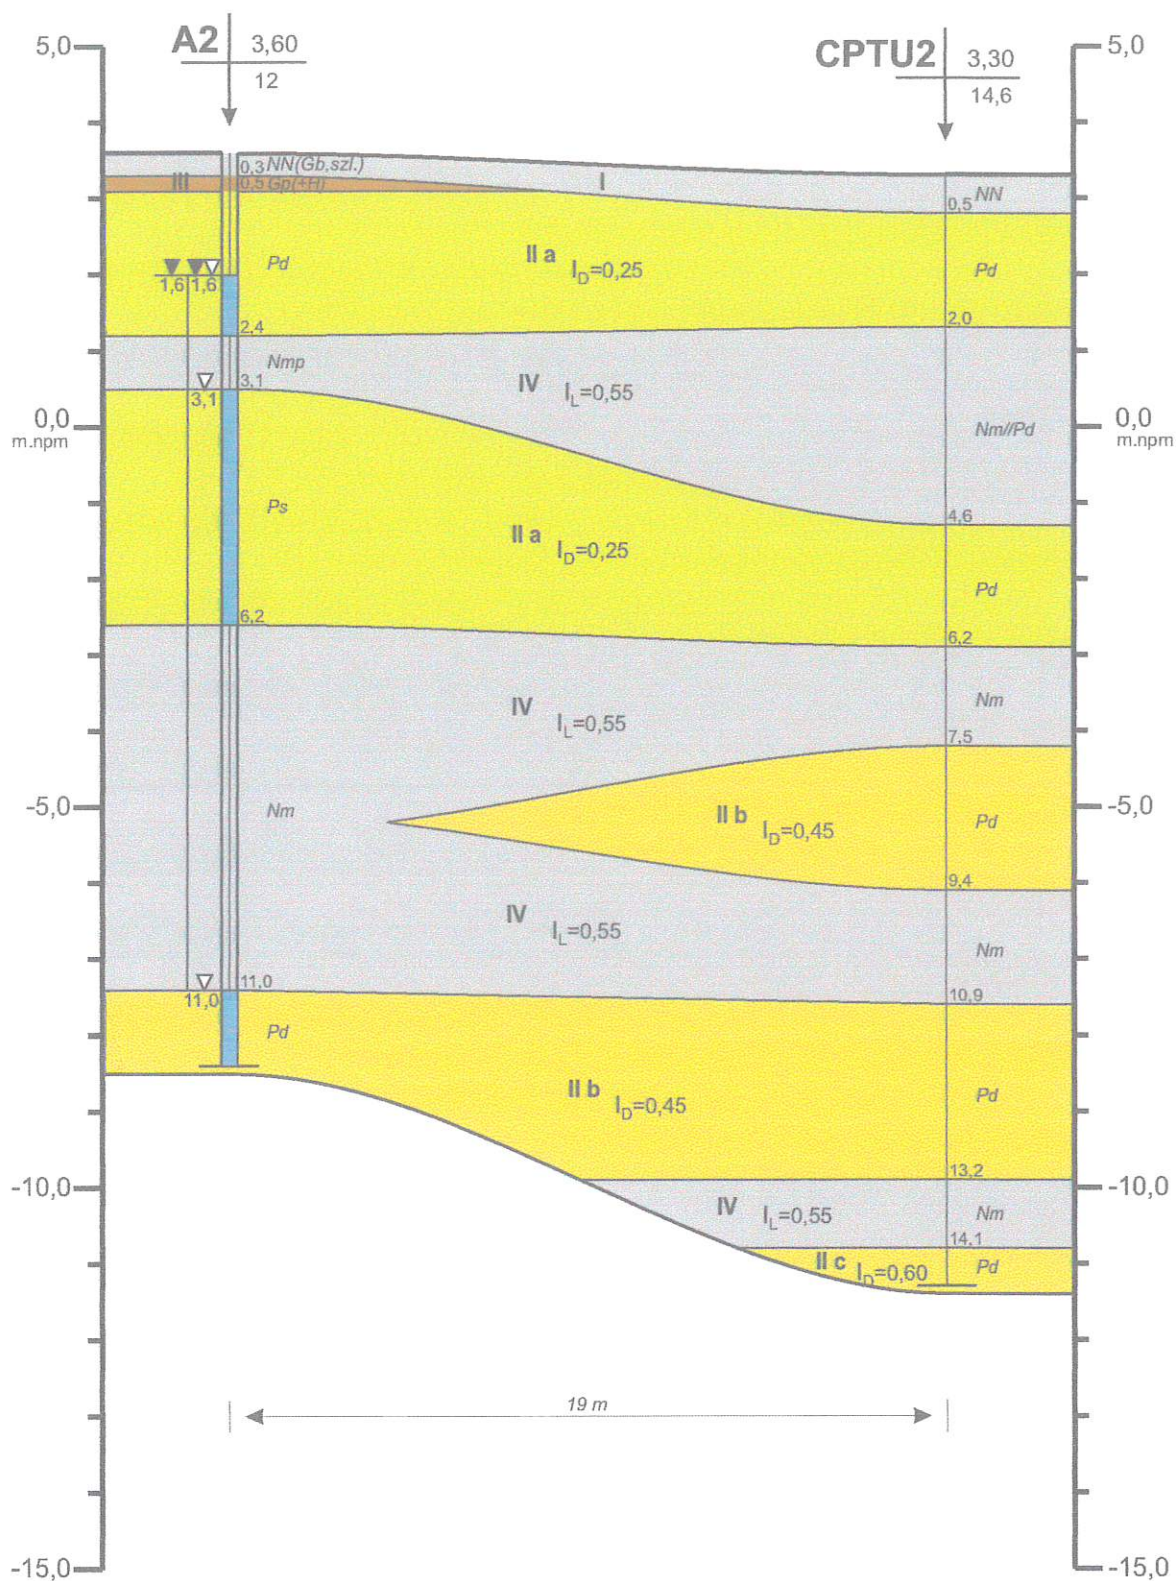 5,0
A2 3,60
12
CPTU2 3,30
14,6
5,0
0,3 NN(Gb,szl.)
III
0,5 Gp(+H)
I
NN
0,5
Pd
II a I_D=0,25
Pd
1,6 1,6
2,4
2,0
Nmp
3,1
3,1
IV I_L=0,55
0,0
m.npm
Nm//Pd
0,0
m.npm
Ps
II a I_D=0,25
4,6
Pd
6,2
6,2
IV I_L=0,55
Nm
7,5
-5,0
Nm
II b I_D=0,45
Pd
-5,0
9,4
IV I_L=0,55
Nm
11,0
11,0
10,9
Pd
II b I_D=0,45
Pd
13,2
-10,0
IV I_L=0,55
Nm
-10,0
14,1
II c I_D=0,60
Pd
19 m
-15,0
-15,0